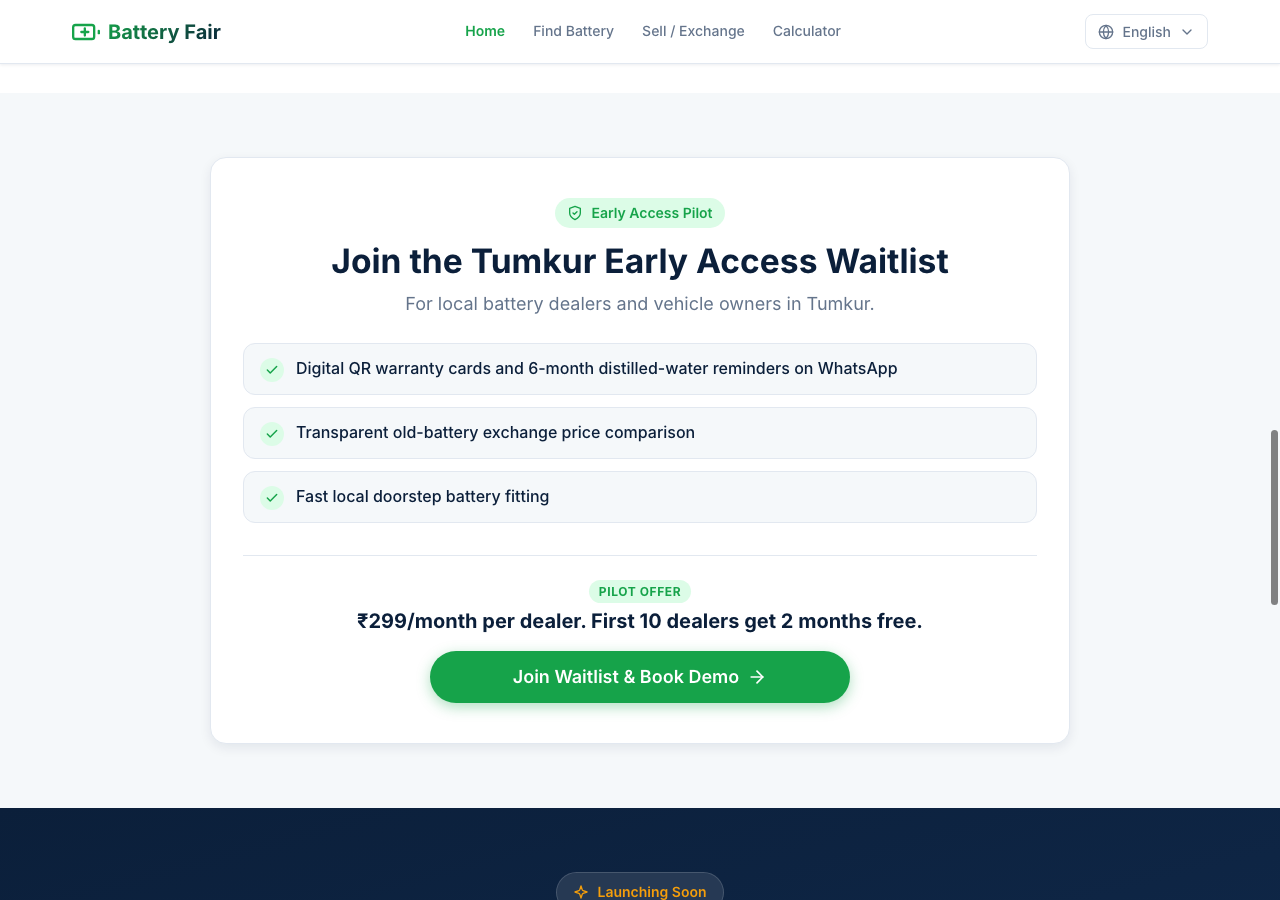 Battery Fair
Home
Find Battery
Sell / Exchange
Calculator
English
Early Access Pilot
Join the Tumkur Early Access Waitlist
For local battery dealers and vehicle owners in Tumkur.
Digital QR warranty cards and 6-month distilled-water reminders on WhatsApp
Transparent old-battery exchange price comparison
Fast local doorstep battery fitting
PILOT OFFER
₹299/month per dealer. First 10 dealers get 2 months free.
Join Waitlist & Book Demo →
Launching Soon